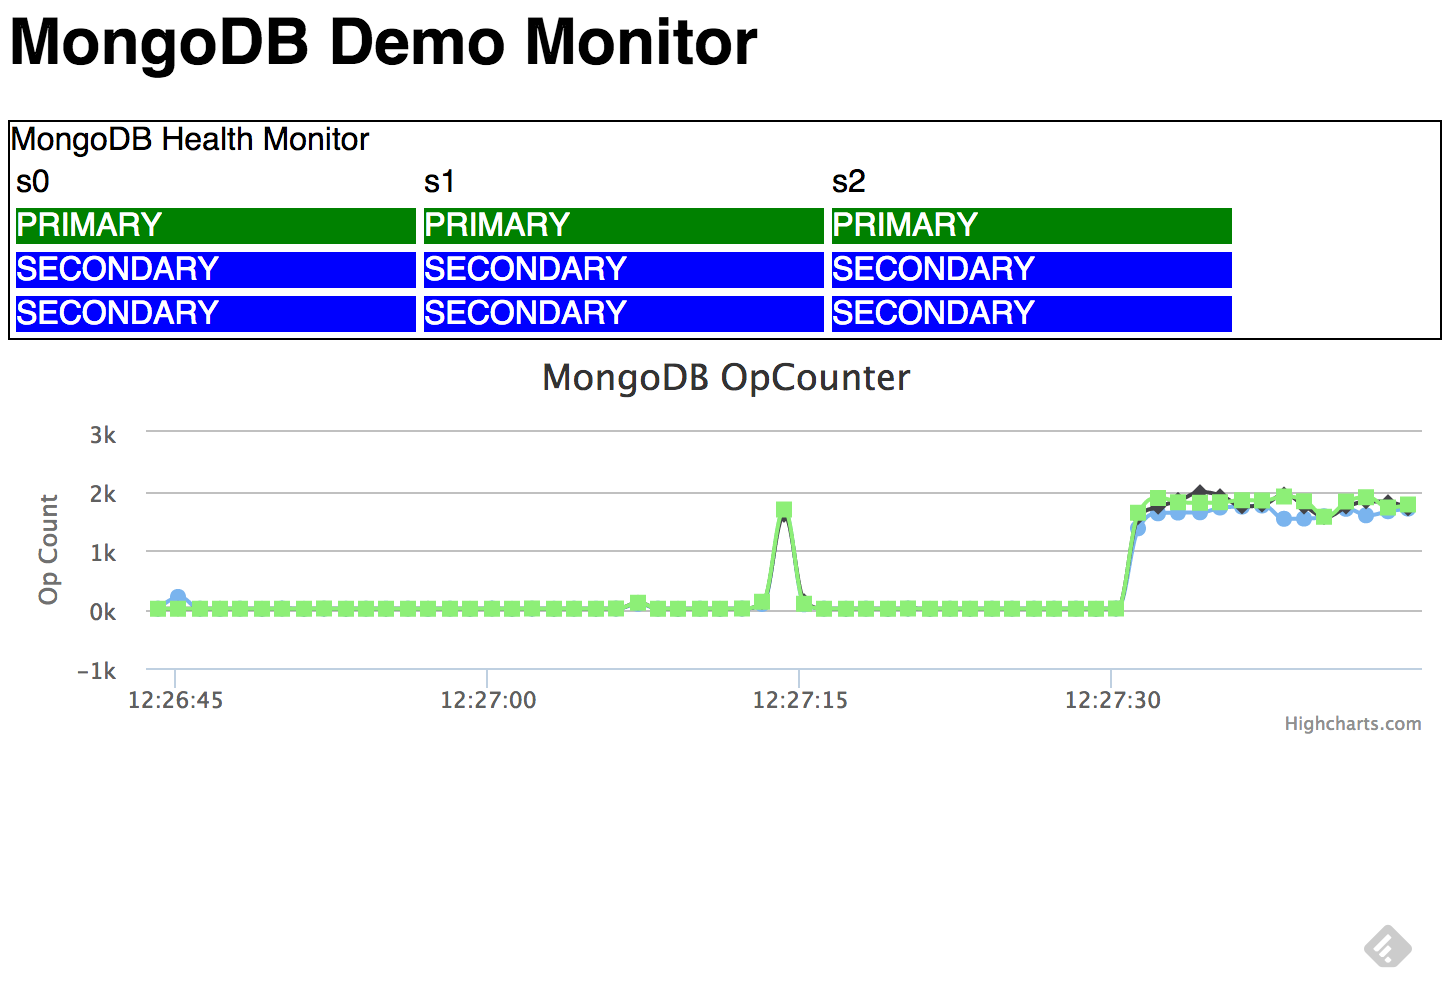 MongoDB Demo Monitor
MongoDB Health Monitor
s0 s1 s2
PRIMARY PRIMARY PRIMARY
SECONDARY SECONDARY SECONDARY
SECONDARY SECONDARY SECONDARY
MongoDB OpCounter
Op Count
3k
2k
1k
0k
-1k
12:26:45 12:27:00 12:27:15 12:27:30
Highcharts.com